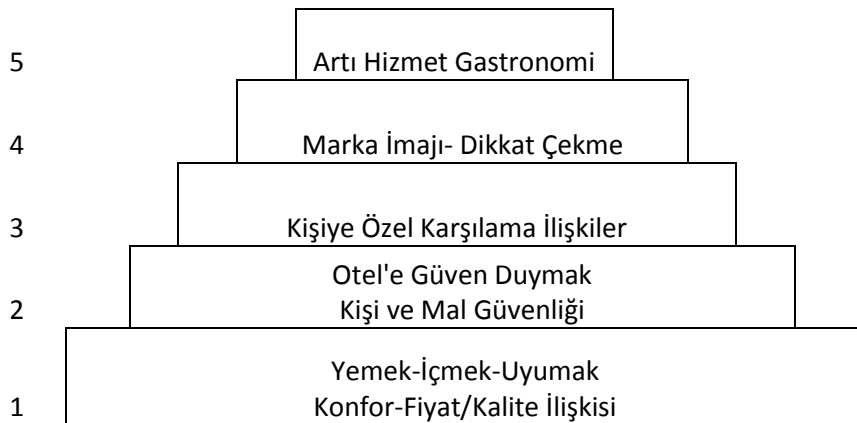 5 Artı Hizmet Gastronomi
4 Marka İmajı- Dikkat Çekme
3 Kişiye Özel Karşılama İlişkiler
Otel'e Güven Duymak
2 Kişi ve Mal Güvenliği
Yemek-İçmek-Uyumak
1 Konfor-Fiyat/Kalite İlişkisi